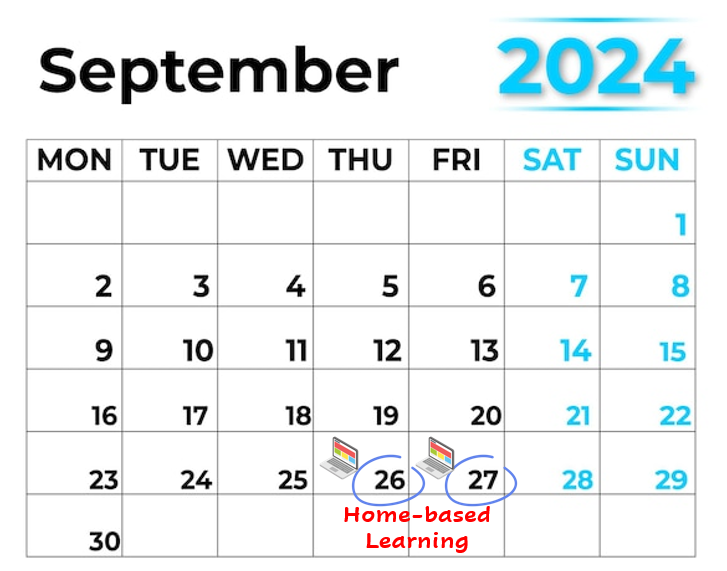 September 2024
MON TUE WED THU FRI SAT SUN
1
2 3 4 5 6 7 8
9 10 11 12 13 14 15
16 17 18 19 20 21 22
23 24 25 26 27 28 29
30
Home-based
Learning